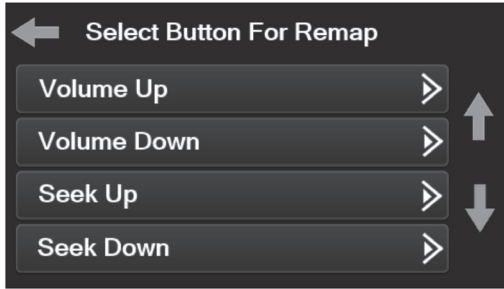 Select Button For Remap
Volume Up
Volume Down
Seek Up
Seek Down